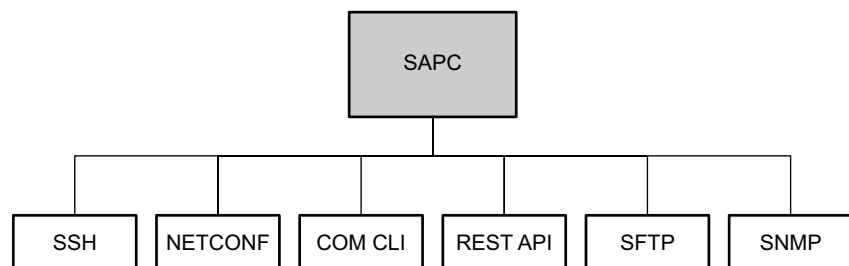 SAPC
SSH
NETCONF
COM CLI
REST API
SFTP
SNMP